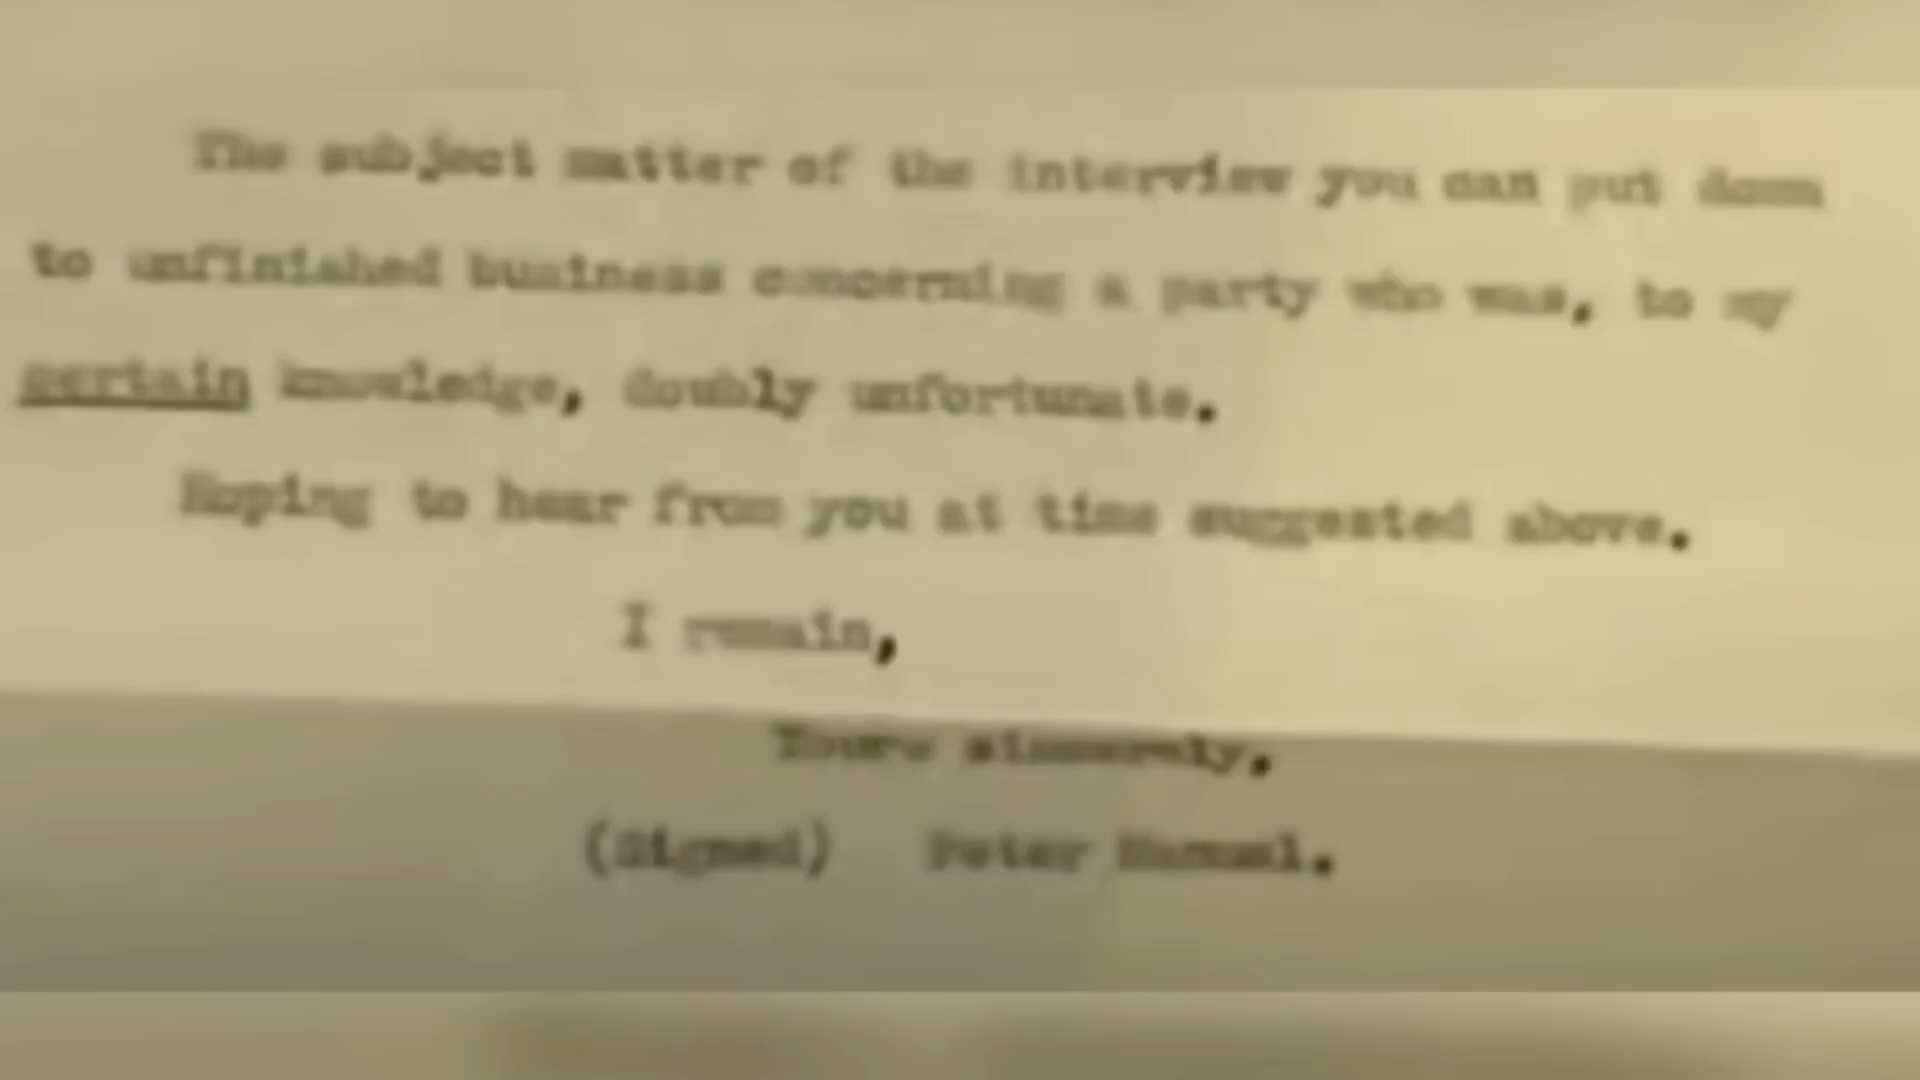 The subject matter of the interview you can put down
to unfinished business concerning a party who was, to my
certain knowledge, doubly unfortunate.
Hoping to hear from you at time suggested above.
I remain,
Yours sincerely,
(Signed) Peter Manuel.